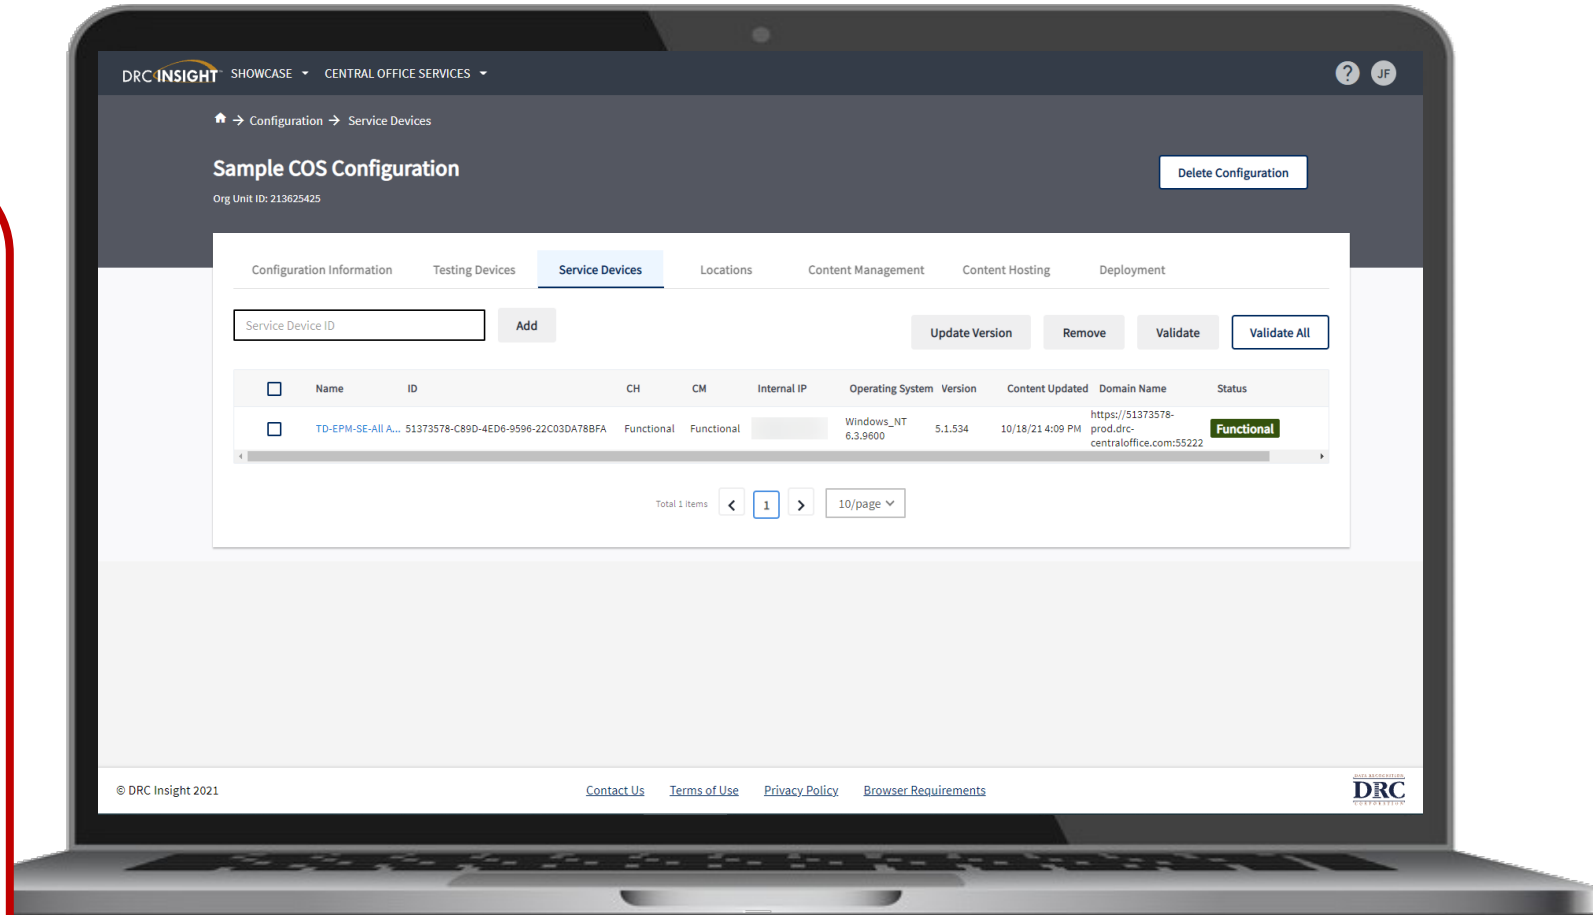 DRC INSIGHT SHOWCASE CENTRAL OFFICE SERVICES ? JF
Configuration → Service Devices
Sample COS Configuration
Delete Configuration
Org Unit ID: 213625425
Configuration Information Testing Devices Service Devices Locations Content Management Content Hosting Deployment
Service Device ID Add
Update Version Remove Validate Validate All
Name ID CH CM Internal IP Operating System Version Content Updated Domain Name Status
TD-EPM-SE-All A... 51373578-C89D-4ED6-9596-22C03DA78BFA Functional Functional Windows_NT 6.3.9600 5.1.534 10/18/21 4:09 PM https://51373578-prod.drc-centraloffice.com:55222 Functional
Total 1 items 1 10/page
© DRC Insight 2021 Contact Us Terms of Use Privacy Policy Browser Requirements
DATA RECOGNITION
DRC
CORPORATION